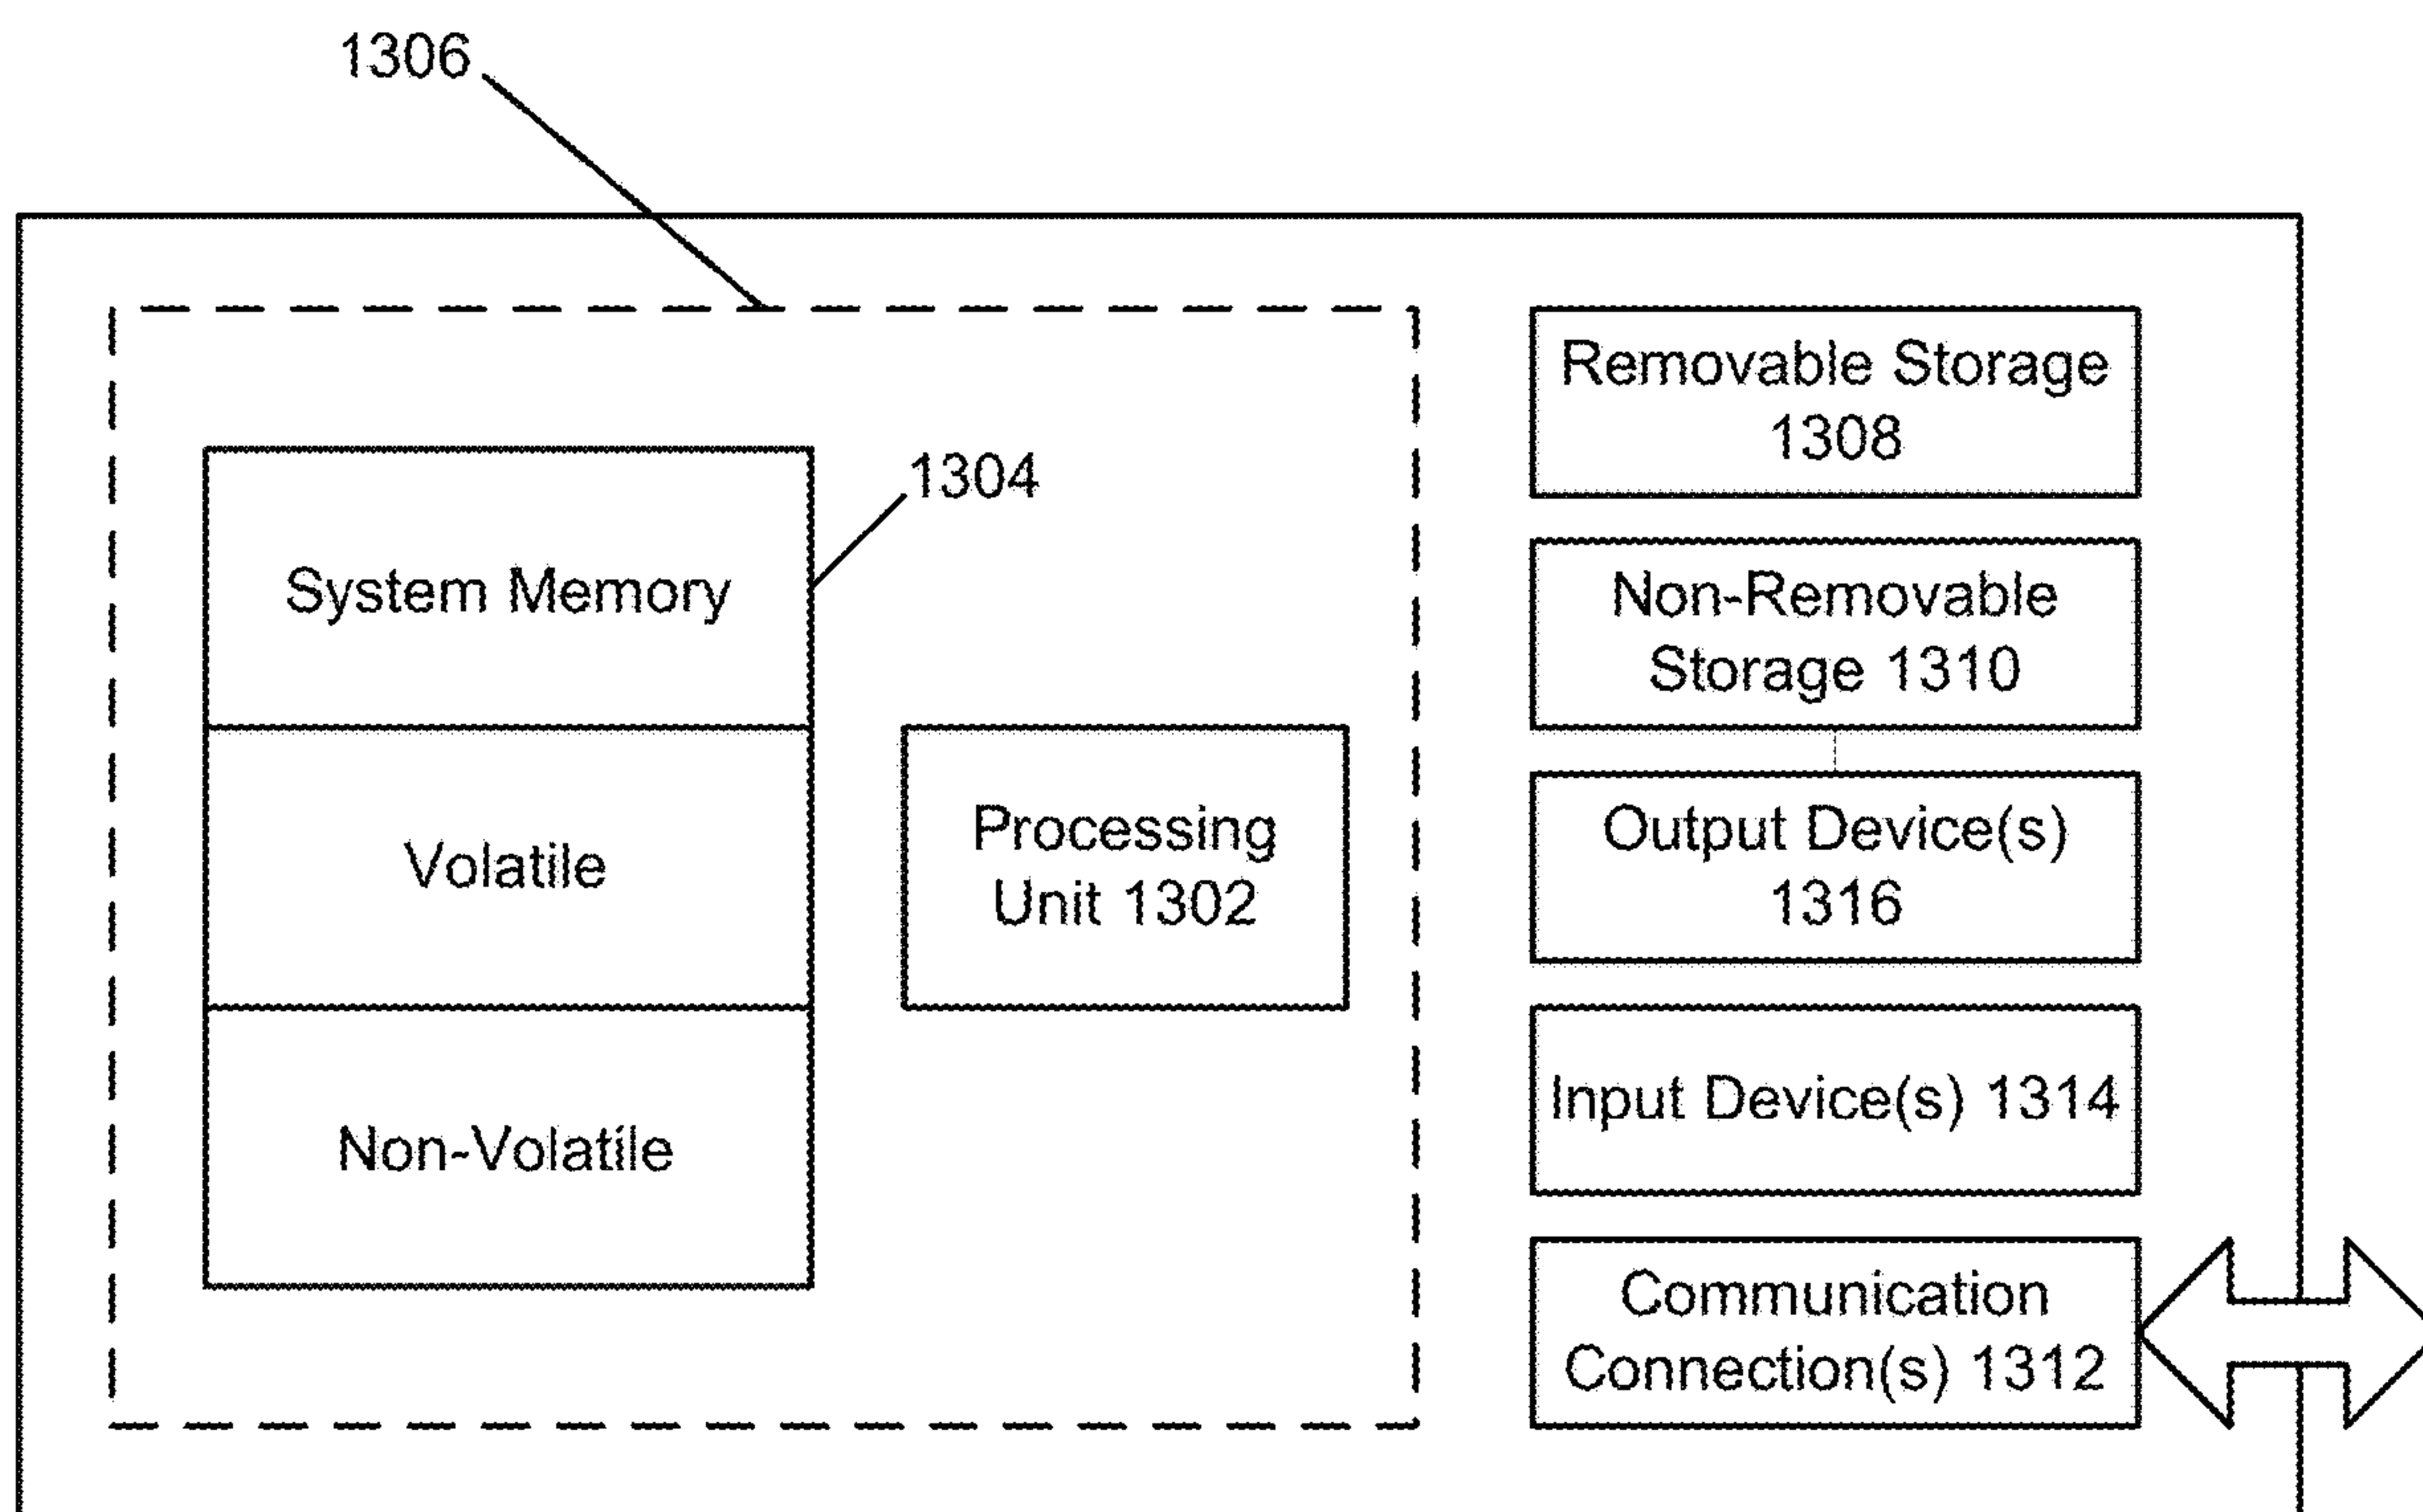 1306
1304
System Memory
Volatile
Non-Volatile
Processing
Unit 1302
Removable Storage
1308
Non-Removable
Storage 1310
Output Device(s)
1316
Input Device(s) 1314
Communication
Connection(s) 1312